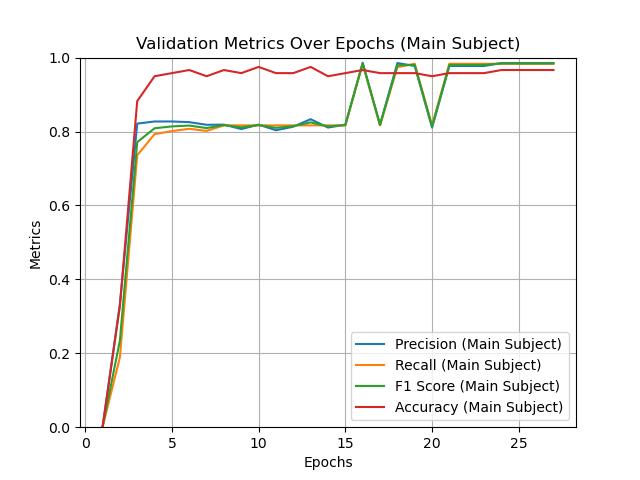 Validation Metrics Over Epochs (Main Subject)
1.0
0.8
0.6
0.4
0.2
0.0
Metrics
0
5
10
15
20
25
Epochs
Precision (Main Subject)
Recall (Main Subject)
F1 Score (Main Subject)
Accuracy (Main Subject)